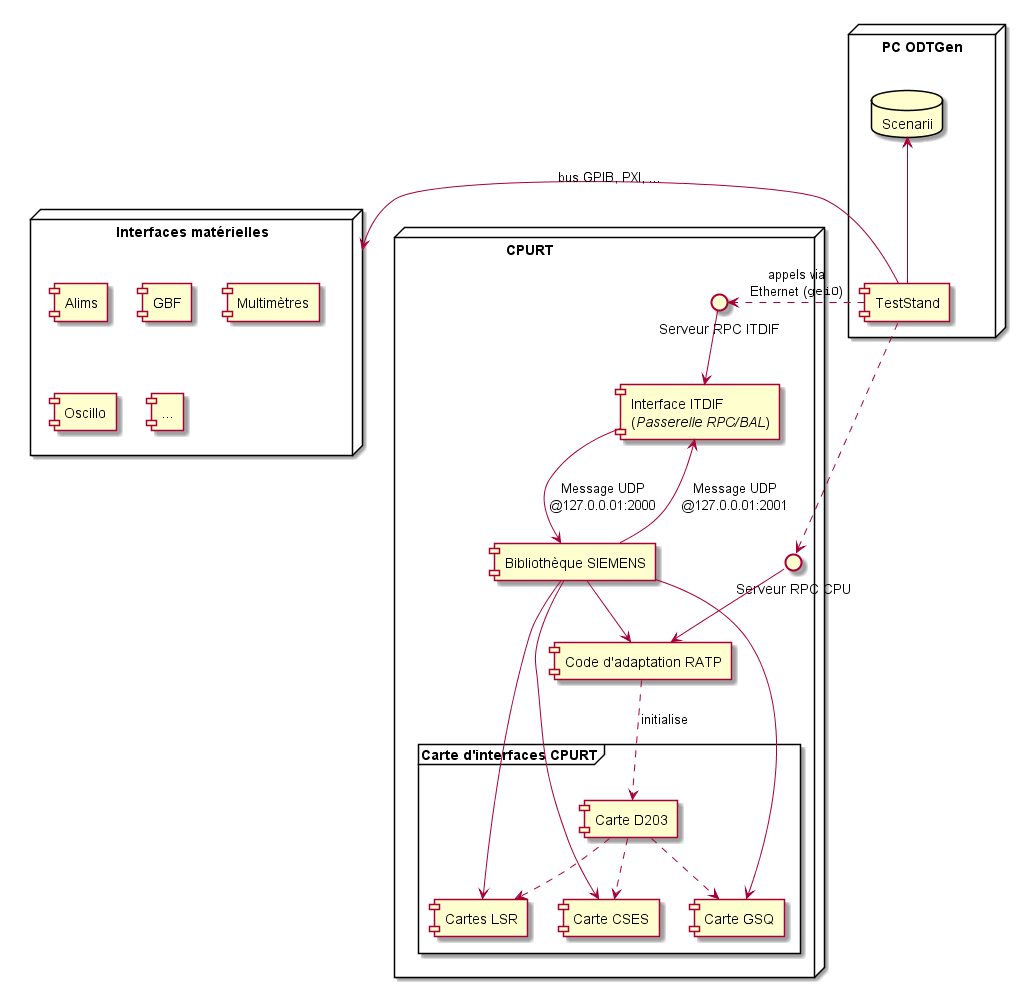 PC ODTGen
Scenarii
bus GPIB, PXI, ...
Interfaces matérielles
CPURT
appels via
Ethernet (geiO)
Alims
GBF
Multimètres
TestStand
Serveur RPC ITDIF
Oscillo
...
Interface ITDIF
(Passerelle RPC/BAL)
Message UDP
@127.0.0.01:2000
Message UDP
@127.0.0.01:2001
Bibliothèque SIEMENS
Serveur RPC CPU
Code d'adaptation RATP
initialise
Carte d'interfaces CPURT
Carte D203
Cartes LSR
Carte CSES
Carte GSQ